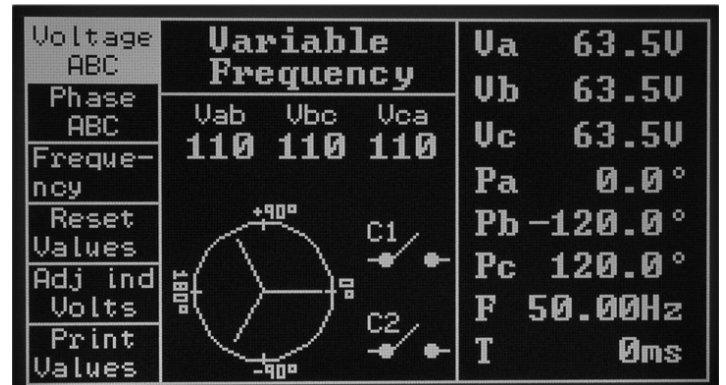 Voltage
ABC
Phase
ABC
Freque-
ncy
Reset
Values
Adj ind
Volts
Print
Values
Variable
Frequency
Vab Vbc Vca
110 110 110
+90°
180°
0°
-90°
C1
C2
Va 63.5V
Vb 63.5V
Vc 63.5V
Pa 0.0°
Pb -120.0°
Pc 120.0°
F 50.00Hz
T 0ms